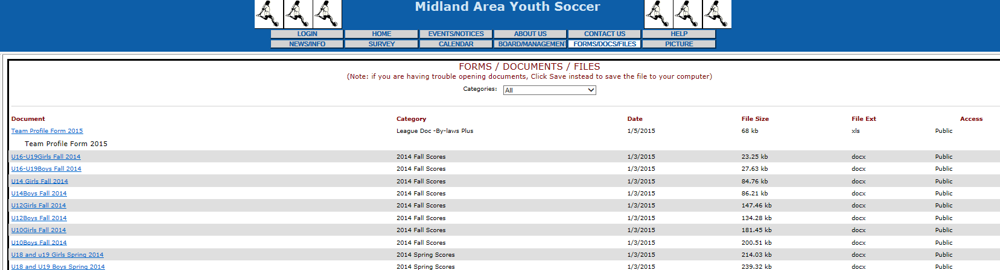 Midland Area Youth Soccer
LOGIN HOME EVENTS/NOTICES ABOUT US CONTACT US HELP
NEWS/INFO SURVEY CALENDAR BOARD/MANAGEMENT FORMS/DOCS/FILES PICTURE
FORMS / DOCUMENTS / FILES
(Note: if you are having trouble opening documents, Click Save instead to save the file to your computer)
Categories: All
Document Category Date File Size File Ext Access
Team Profile Form 2015 League Doc -By-laws Plus 1/5/2015 68 kb xls Public
Team Profile Form 2015
U16-U19Girls Fall 2014 2014 Fall Scores 1/3/2015 23.25 kb docx Public
U16-U19Boys Fall 2014 2014 Fall Scores 1/3/2015 27.63 kb docx Public
U14 Girls Fall 2014 2014 Fall Scores 1/3/2015 84.76 kb docx Public
U14Boys Fall 2014 2014 Fall Scores 1/3/2015 86.21 kb docx Public
U12Girls Fall 2014 2014 Fall Scores 1/3/2015 147.46 kb docx Public
U12Boys Fall 2014 2014 Fall Scores 1/3/2015 134.28 kb docx Public
U10Girls Fall 2014 2014 Fall Scores 1/3/2015 181.45 kb docx Public
U10Boys Fall 2014 2014 Fall Scores 1/3/2015 200.51 kb docx Public
U18 and u19 Girls Spring 2014 2014 Spring Scores 1/3/2015 214.03 kb docx Public
U18 and U19 Boys Spring 2014 2014 Spring Scores 1/3/2015 239.32 kb docx Public